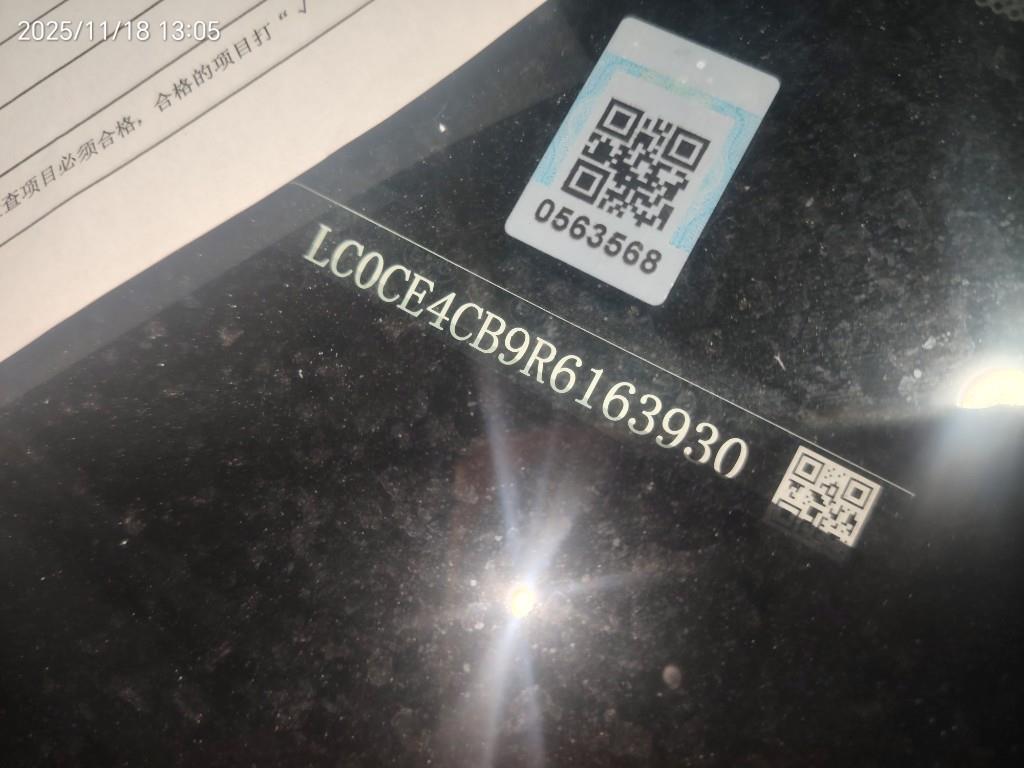 2025/11/18 13:05
合格的项目打“√
查项目必须合格，
0563568
LC0CE4CB9R6163930